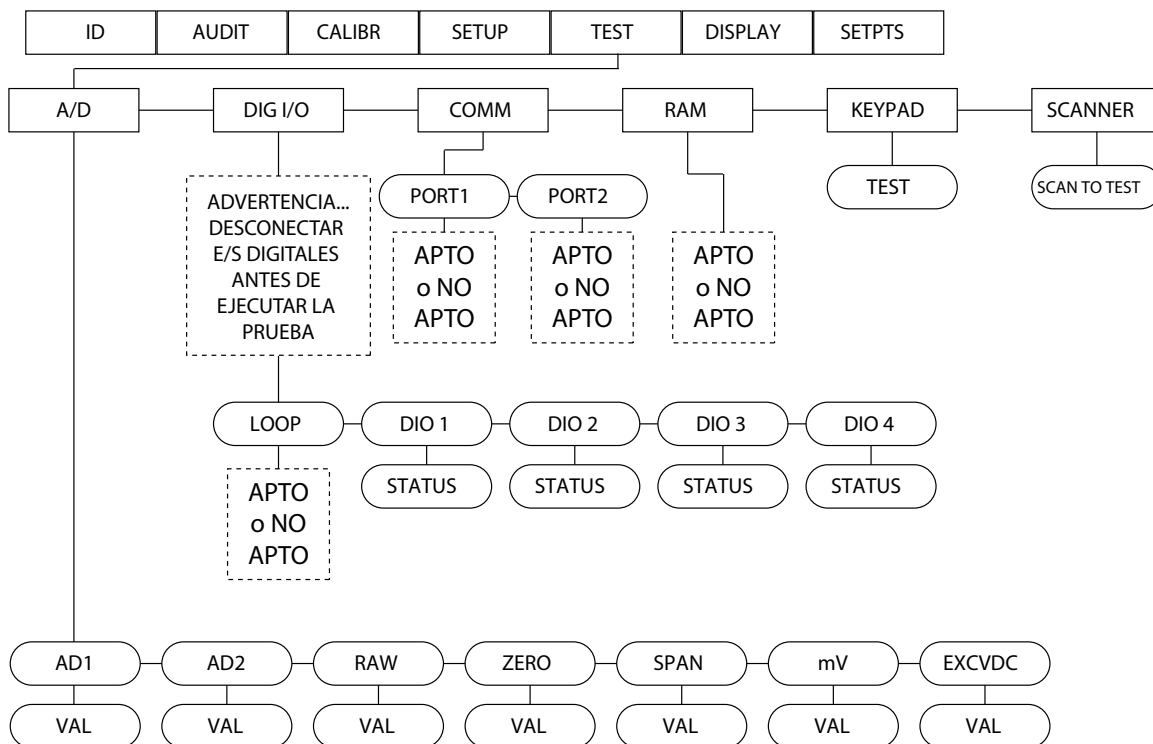 ID AUDIT CALIBR SETUP TEST DISPLAY SETPTS
A/D DIG I/O COMM RAM KEYPAD SCANNER
ADVERTENCIA...
DESCONECTAR
E/S DIGITALES
ANTES DE
EJECUTAR LA
PRUEBA
PORT1 PORT2
APTO
o NO
APTO
APTO
o NO
APTO
APTO
o NO
APTO
TEST
SCAN TO TEST
LOOP DIO 1 DIO 2 DIO 3 DIO 4
APTO
o NO
APTO
STATUS STATUS STATUS STATUS
AD1 AD2 RAW ZERO SPAN mV EXCVDC
VAL VAL VAL VAL VAL VAL VAL